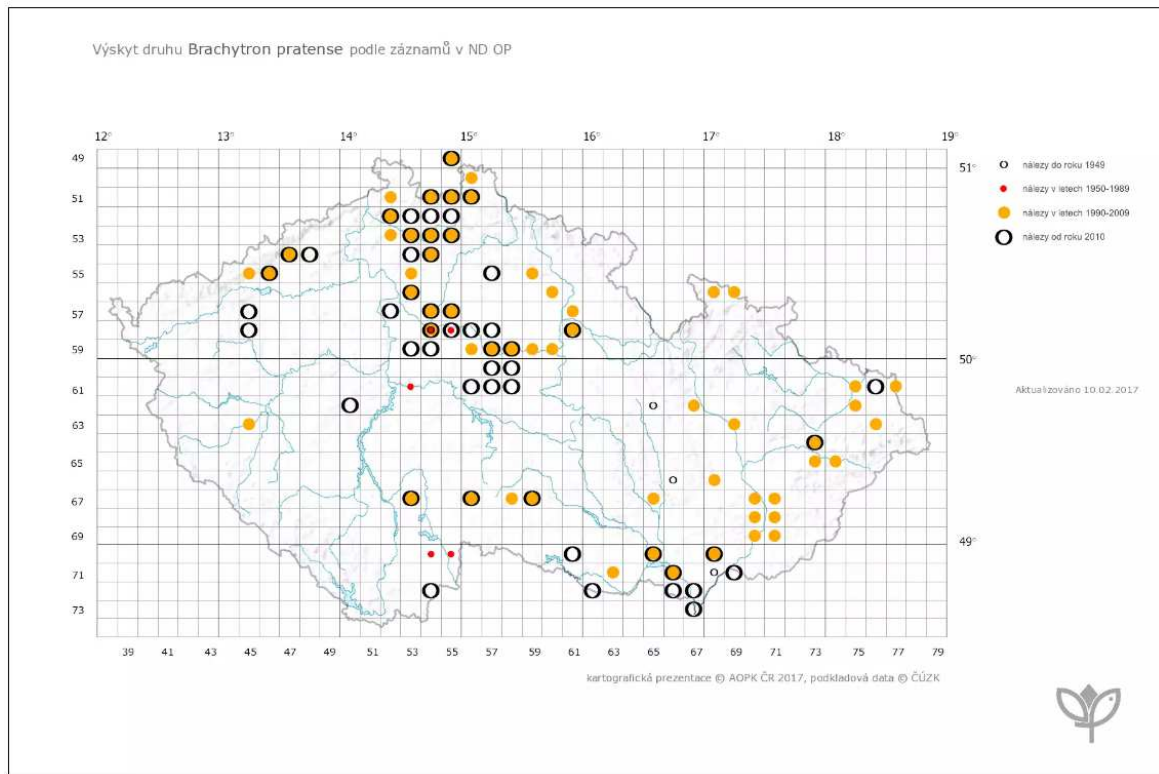 Výskyt druhu Brachytron pratense podle záznamů v ND OP
12° 13° 14° 15° 16° 17° 18° 19°
49
51° 
51
53
55
57
59
50°
61
63
65
67
69
49°
71
73
39 41 45 47 49 51 53 55 57 59 61 63 65 67 69 71 73 75 77 79
nálezy do roku 1949
nálezy v letech 1950-1989
nálezy v letech 1990-2009
nálezy od roku 2010
Aktualizováno 10.02.2017
kartografická prezentace © AOPK ČR 2017, podkladová data © ČÚZK